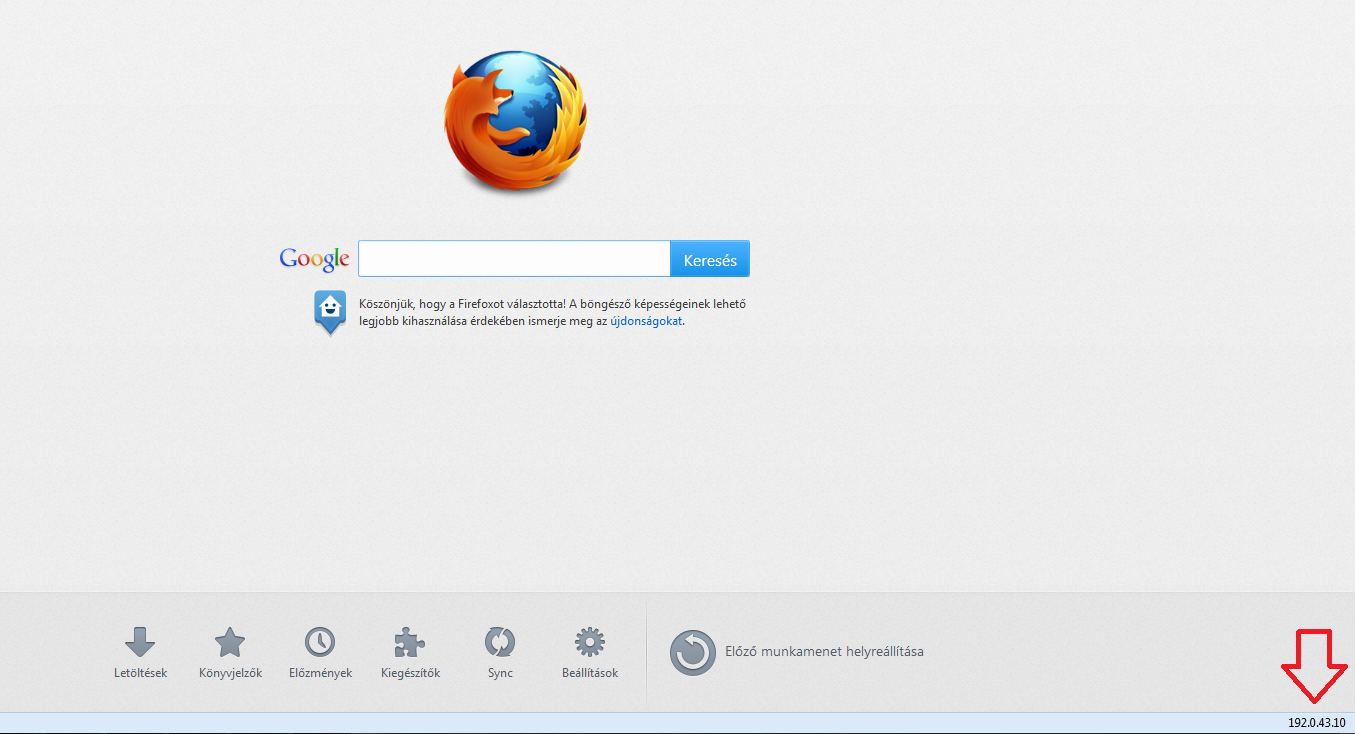 Google
Keresés
Köszönjük, hogy a Firefoxot választotta! A böngésző képességeinek lehető
legjobb kihasználása érdekében ismerje meg az újdonságokat.
Letöltések
Könyvjelzők
Előzmények
Kiegészítők
Sync
Beállítások
Előző munkamenet helyreállítása
192.0.43.10